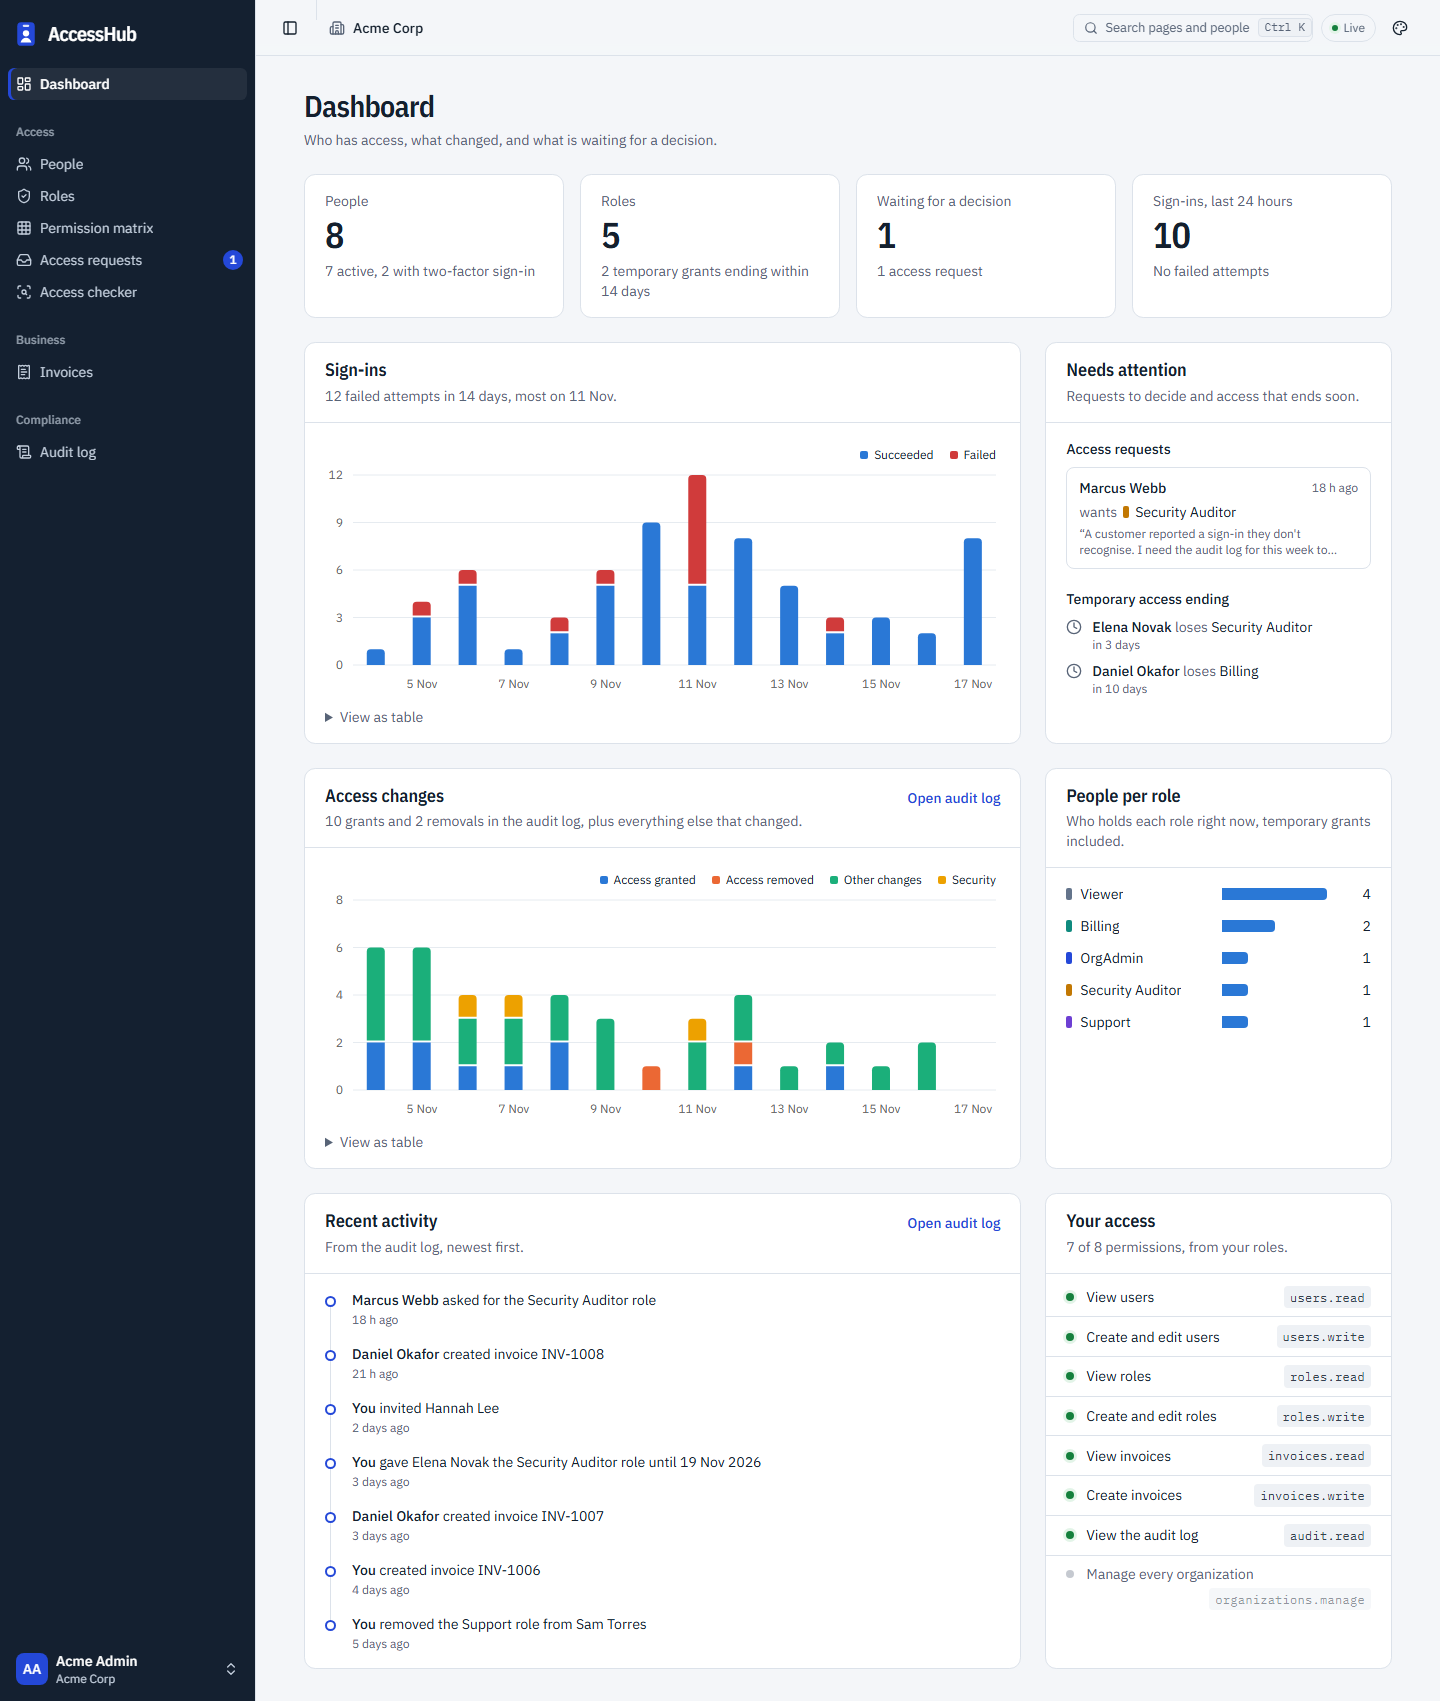 AccessHub
Dashboard
Access
People
Roles
Permission matrix
Access requests 1
Access checker
Business
Invoices
Compliance
Audit log
AA
Acme Admin
Acme Corp
Acme Corp
Search pages and people Ctrl K
Live
Dashboard
Who has access, what changed, and what is waiting for a decision.
People
8
7 active, 2 with two-factor sign-in
Roles
5
2 temporary grants ending within
14 days
Waiting for a decision
1
1 access request
Sign-ins, last 24 hours
10
No failed attempts
Sign-ins
12 failed attempts in 14 days, most on 11 Nov.
Succeeded Failed
12
9
6
3
0
5 Nov 7 Nov 9 Nov 11 Nov 13 Nov 15 Nov 17 Nov
View as table
Needs attention
Requests to decide and access that ends soon.
Access requests
Marcus Webb 18 h ago
wants Security Auditor
“A customer reported a sign-in they don't
recognise. I need the audit log for this week to…
Temporary access ending
Elena Novak loses Security Auditor
in 3 days
Daniel Okafor loses Billing
in 10 days
Access changes
Open audit log
10 grants and 2 removals in the audit log, plus everything else that changed.
Access granted Access removed Other changes Security
8
6
4
2
0
5 Nov 7 Nov 9 Nov 11 Nov 13 Nov 15 Nov 17 Nov
View as table
People per role
Who holds each role right now, temporary grants
included.
Viewer 4
Billing 2
OrgAdmin 1
Security Auditor 1
Support 1
Recent activity
Open audit log
From the audit log, newest first.
Marcus Webb asked for the Security Auditor role
18 h ago
Daniel Okafor created invoice INV-1008
21 h ago
You invited Hannah Lee
2 days ago
You gave Elena Novak the Security Auditor role until 19 Nov 2026
3 days ago
Daniel Okafor created invoice INV-1007
3 days ago
You created invoice INV-1006
4 days ago
You removed the Support role from Sam Torres
5 days ago
Your access
7 of 8 permissions, from your roles.
View users users.read
Create and edit users users.write
View roles roles.read
Create and edit roles roles.write
View invoices invoices.read
Create invoices invoices.write
View the audit log audit.read
Manage every organization
organizations.manage